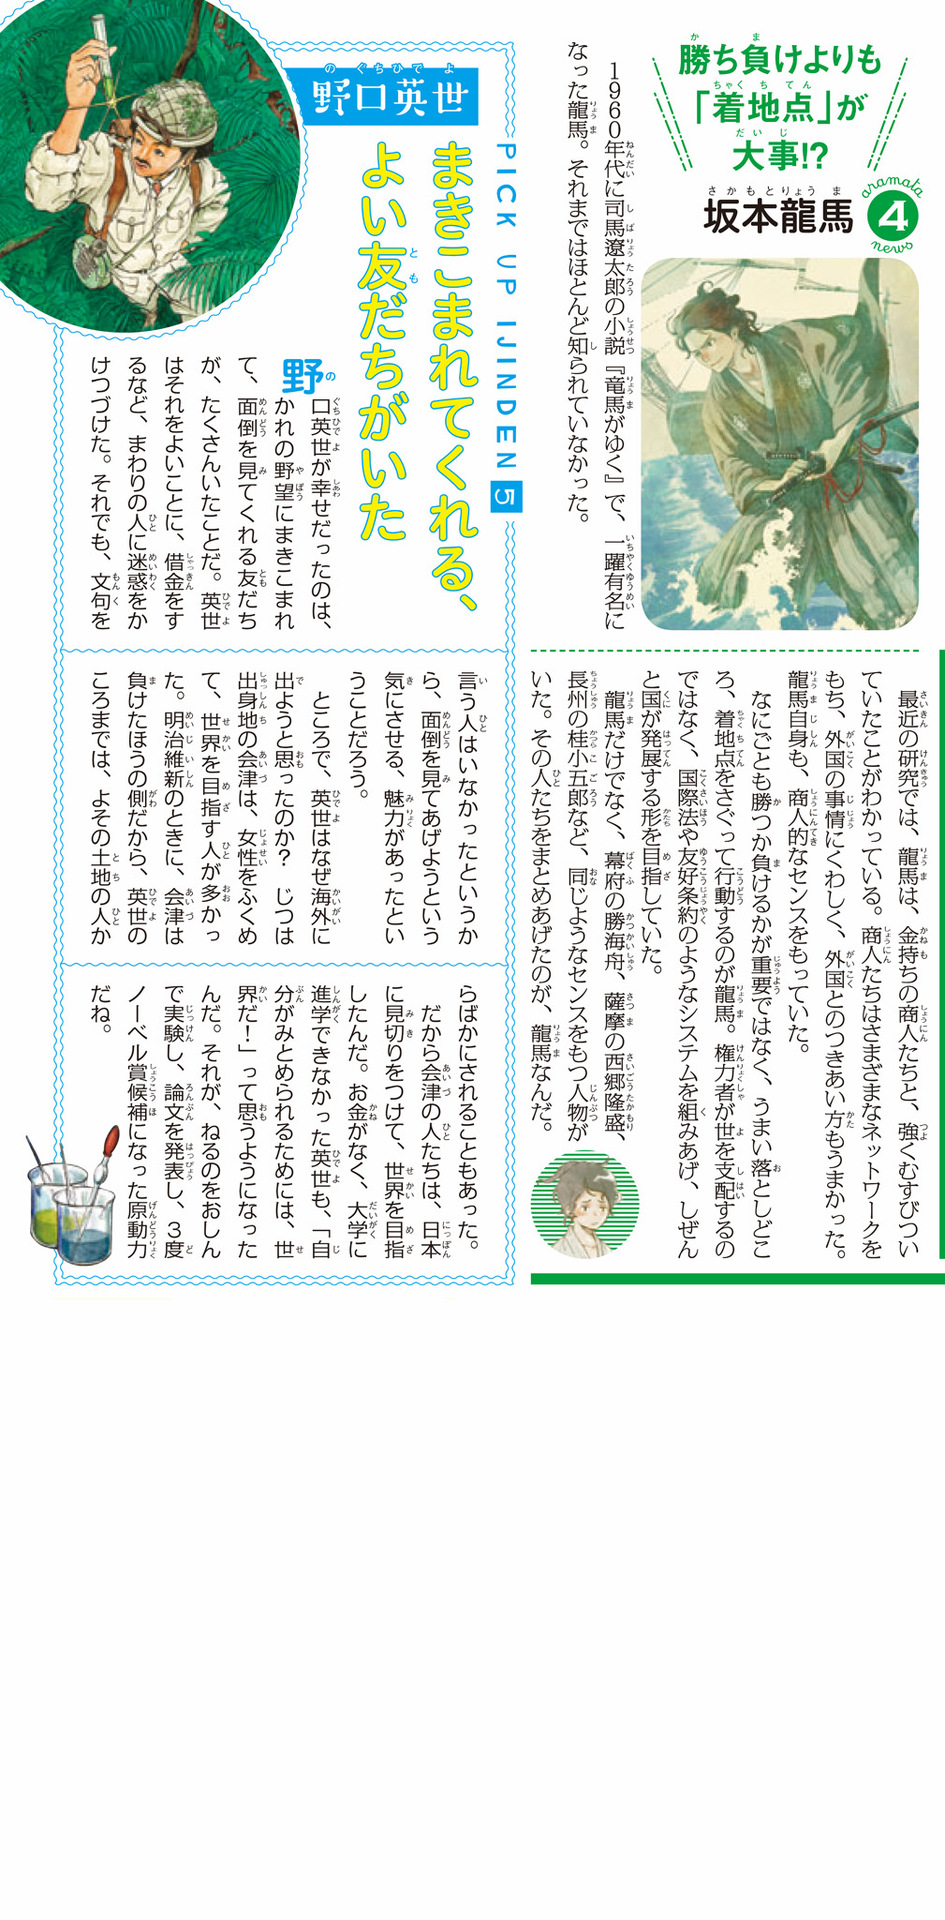 勝ち負けよりも
「着地点」が
大事!?
aramata
4
news
坂本龍馬
1960年代に司馬遼太郎の小説『竜馬がゆく』で、一躍有名に
なった龍馬。それまではほとんど知られていなかった。
最近の研究では、龍馬は、金持ちの商人たちと、強くむすびつい
ていたことがわかっている。商人たちはさまざまなネットワークを
もち、外国の事情にくわしく、外国とのつきあい方もうまかった。
龍馬自身も、商人的なセンスをもっていた。
なにごとも勝つか負けるかが重要ではなく、うまい落としどこ
ろ、着地点をさぐって行動するのが龍馬。権力者が世を支配するの
ではなく、国際法や友好条約のようなシステムを組みあげ、しぜん
と国が発展する形を目指していた。
龍馬だけでなく、幕府の勝海舟、薩摩の西郷隆盛、
長州の桂小五郎など、同じようなセンスをもつ人物が
いた。その人たちをまとめあげたのが、龍馬なんだ。
PICK UP IJINDEN 5
野口英世
まきこまれてくれる、
よい友だちがいた
野口英世が幸せだったのは、
かれの野望にまきこまれ
て、面倒を見てくれる友だち
が、たくさんいたことだ。英世
はそれをよいことに、借金をす
るなど、まわりの人に迷惑をか
けつづけた。それでも、文句を
言う人はいなかったというか
ら、面倒を見てあげようという
気にさせる、魅力があったとい
うことだろう。
ところで、英世はなぜ海外に
出ようと思ったのか？ じつは
出身地の会津は、女性をふくめ
て、世界を目指す人が多かっ
た。明治維新のときに、会津は
負けたほうの側だから、英世の
ころまでは、よその土地の人か
らばかにされることもあった。
だから会津の人たちは、日本
に見切りをつけて、世界を目指
したんだ。お金がなく、大学に
進学できなかった英世も、「自
分がみとめられるためには、世
界だ！」って思うようになった
んだ。それが、ねるのをおしん
で実験し、論文を発表し、3度
ノーベル賞候補になった原動力
だね。